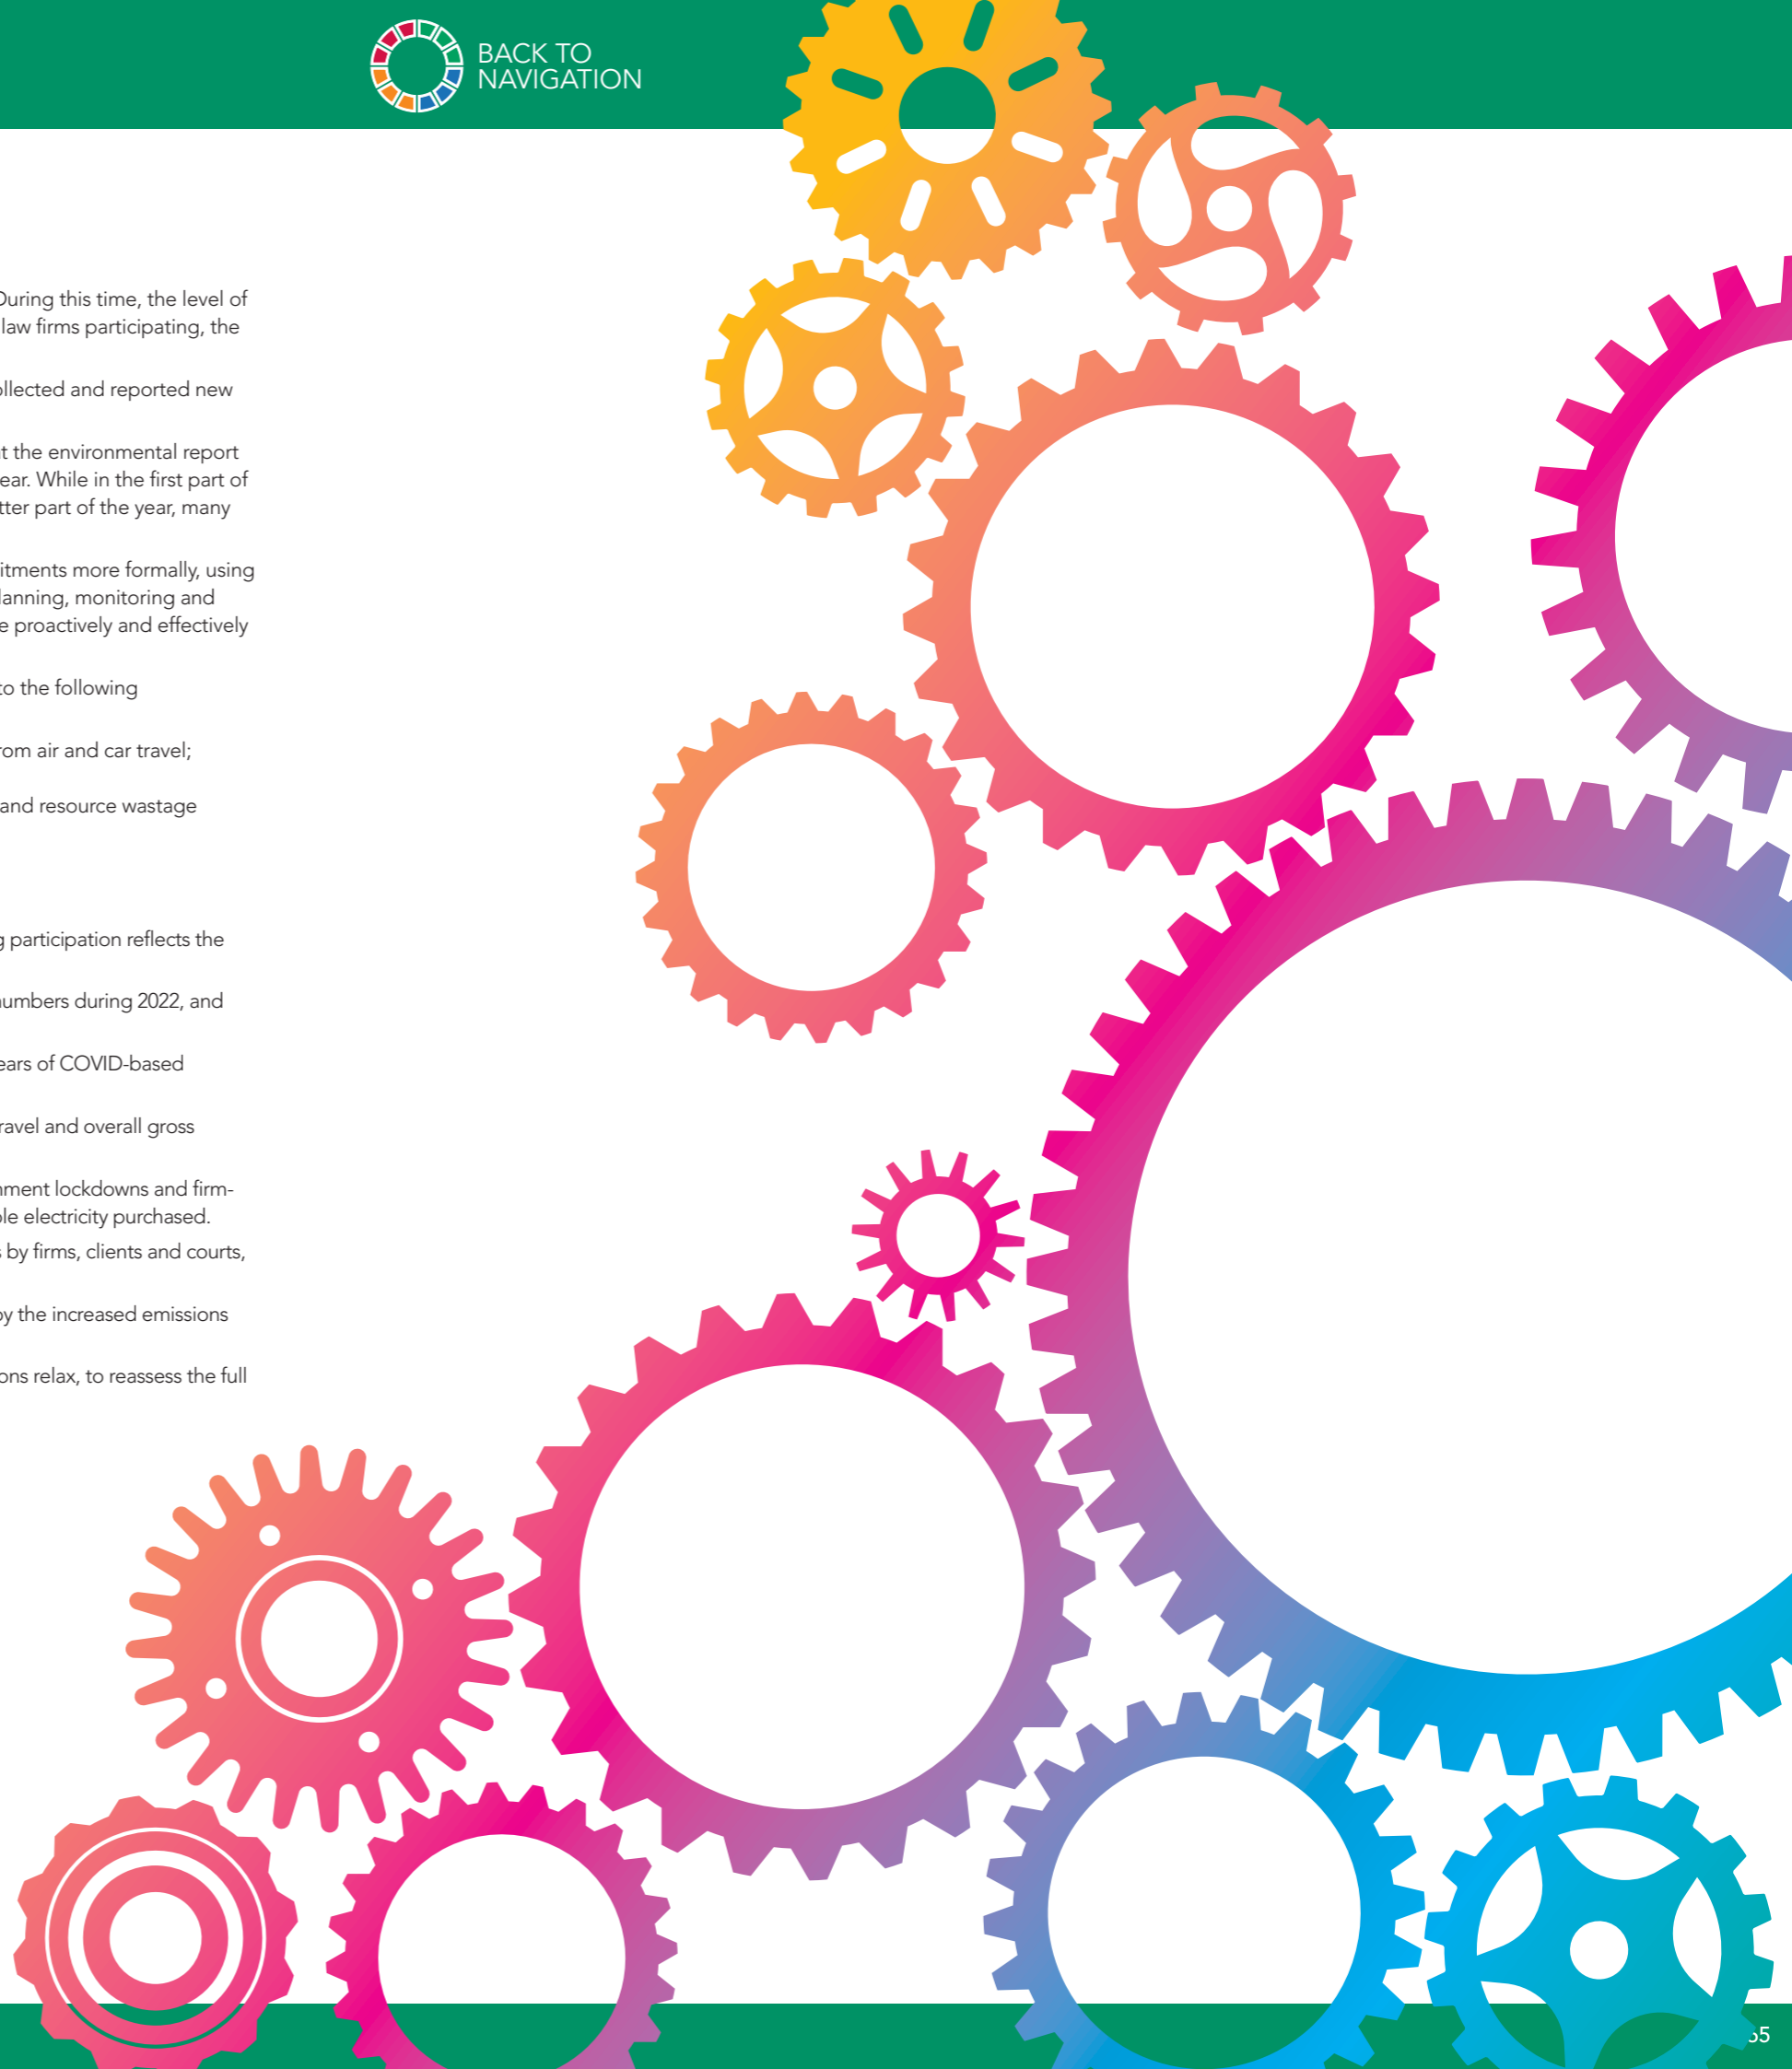 BACK TO
NAVIGATION
During this time, the level of
law firms participating, the
ollected and reported new
t the environmental report
ear. While in the first part of
tter part of the year, many
itments more formally, using
lanning, monitoring and
e proactively and effectively
to the following
rom air and car travel;
and resource wastage
g participation reflects the
numbers during 2022, and
ears of COVID-based
ravel and overall gross
nment lockdowns and firm-
ole electricity purchased.
s by firms, clients and courts,
by the increased emissions
ons relax, to reassess the full